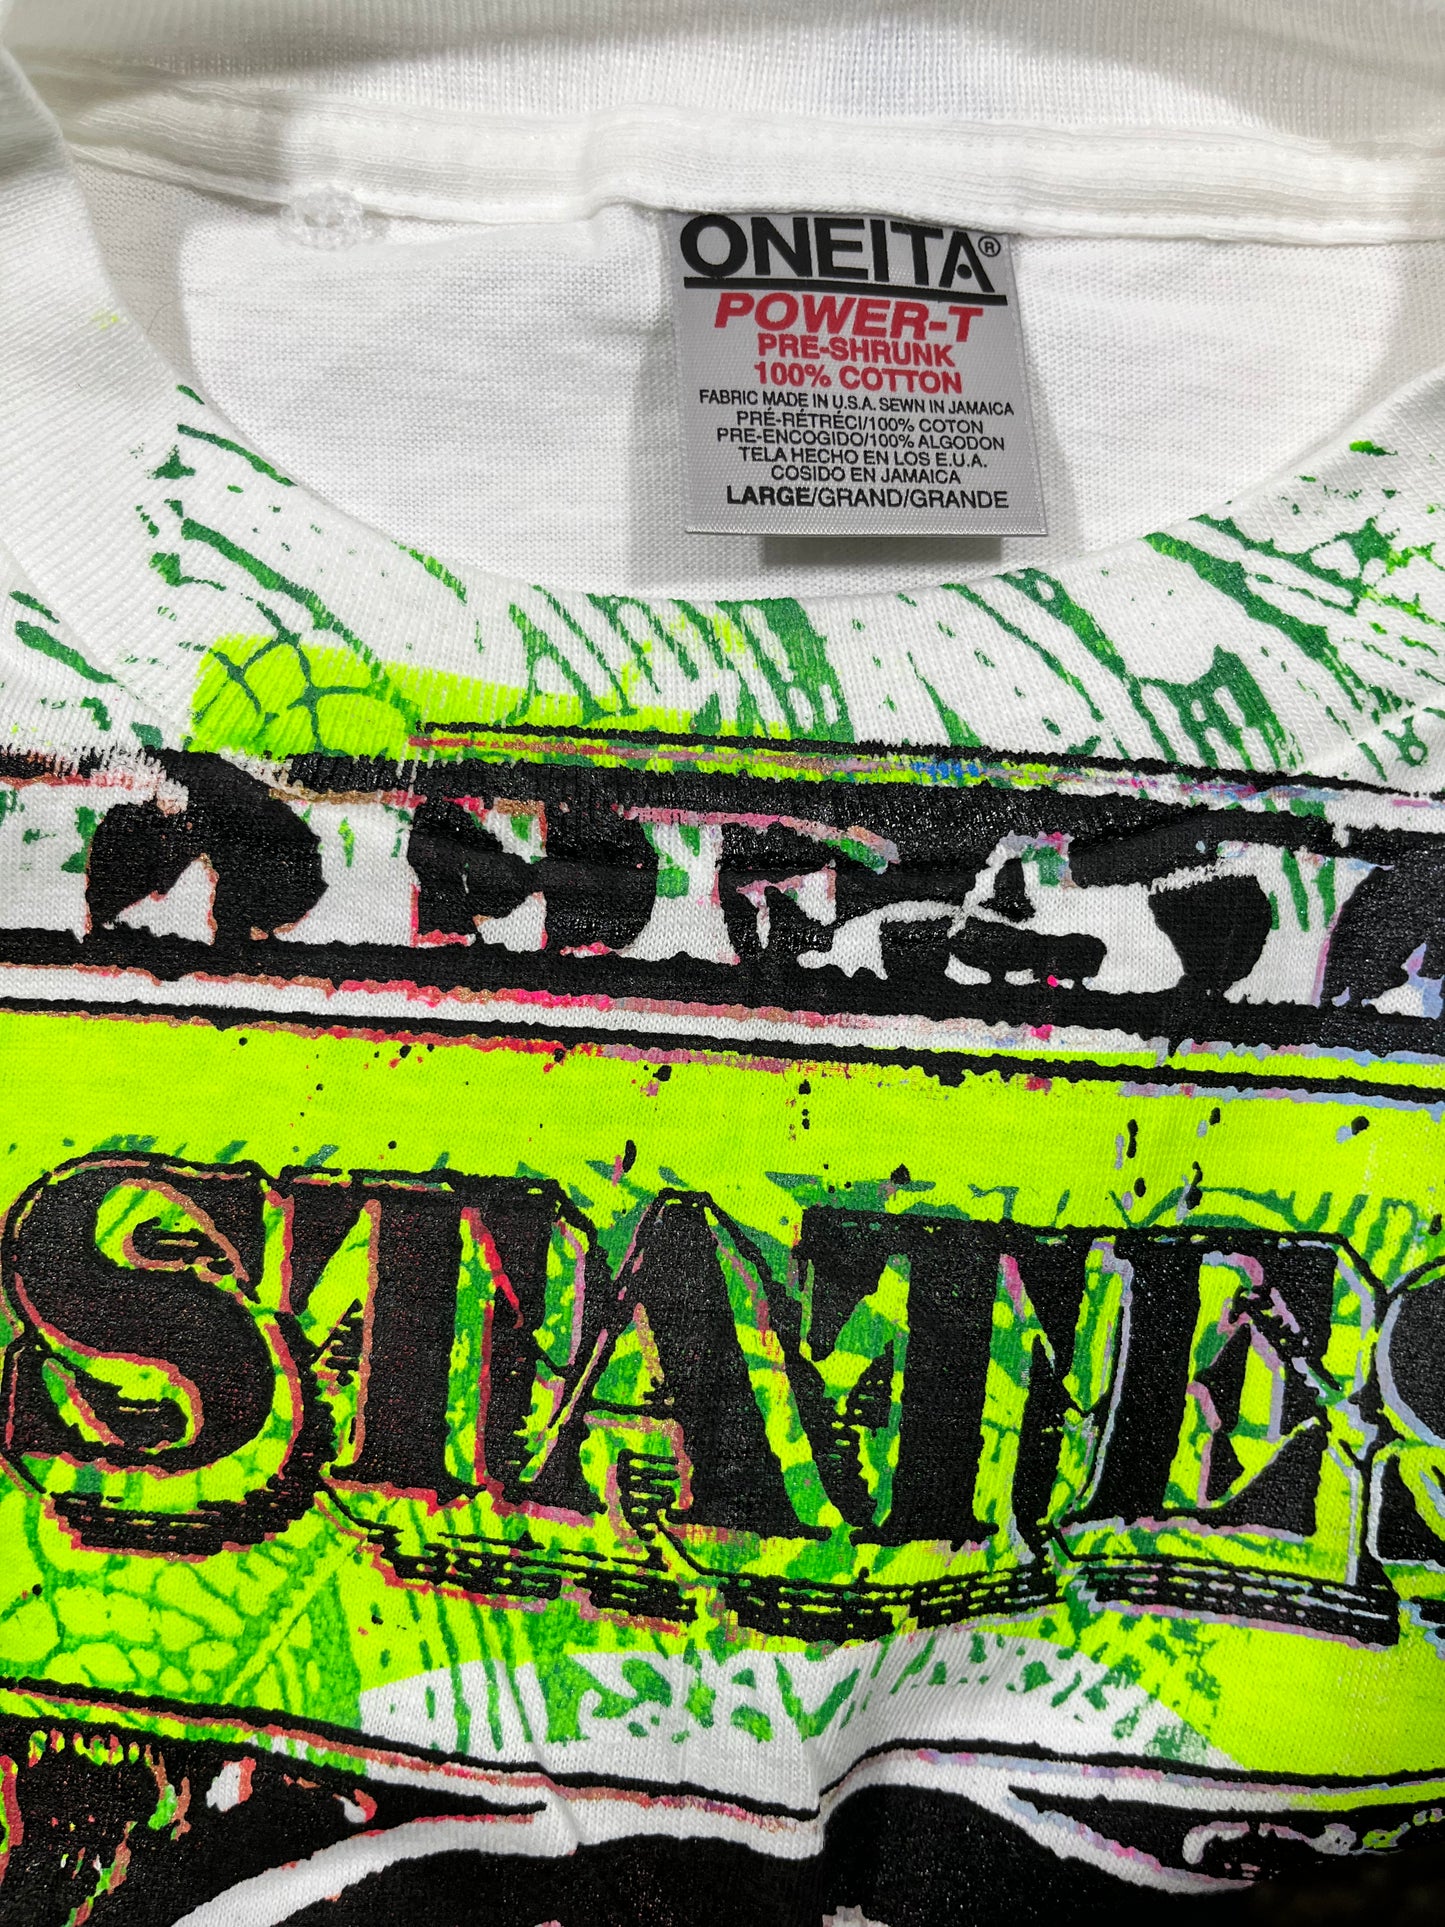 ONEITA®
POWER-T
PRE-SHRUNK
100% COTTON
FABRIC MADE IN U.S.A. SEWN IN JAMAICA
PRÉ-RÉTRÉCI/100% COTON
PRE-ENCOGIDO/100% ALGODON
TELA HECHO EN LOS E.U.A.
COSIDO EN JAMAICA
LARGE/GRAND/GRANDE
STATES